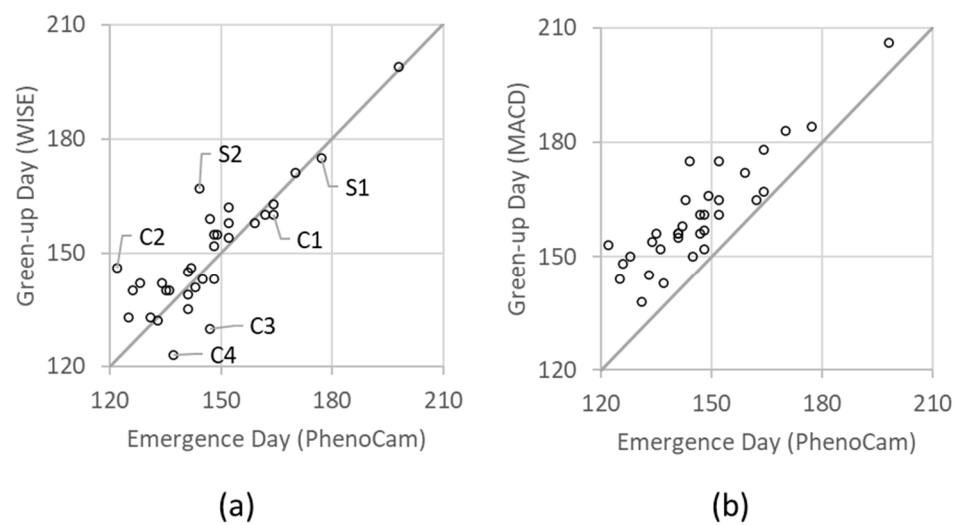 210
180
150
120
Green-up Day (WISE)
S2
C2
S1
C1
C3
C4
120 150 180 210
Emergence Day (PhenoCam)
(a)
210
180
150
120
Green-up Day (MACD)
120 150 180 210
Emergence Day (PhenoCam)
(b)